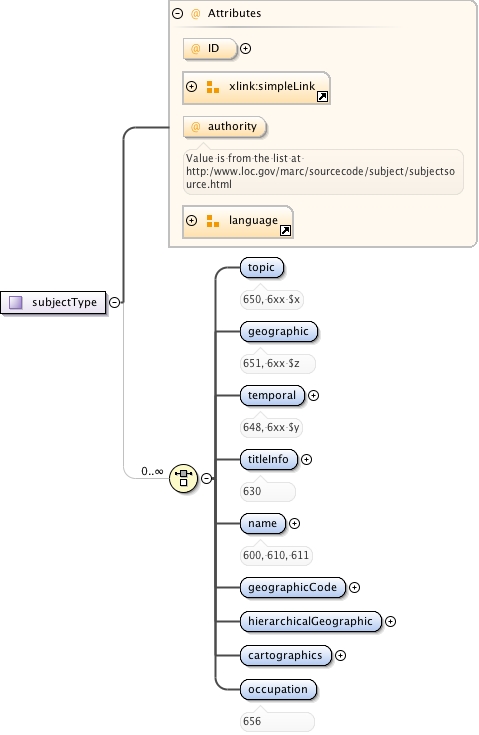 Attributes
@ ID
xlink:simpleLink
@ authority
Value is from the list at
http:/www.loc.gov/marc/sourcecode/subject/subjectso
urce.html
language
subjectType
0..∞
topic
650, 6xx $x
geographic
651, 6xx $z
temporal
648, 6xx $y
titleInfo
630
name
600, 610, 611
geographicCode
hierarchicalGeographic
cartographics
occupation
656